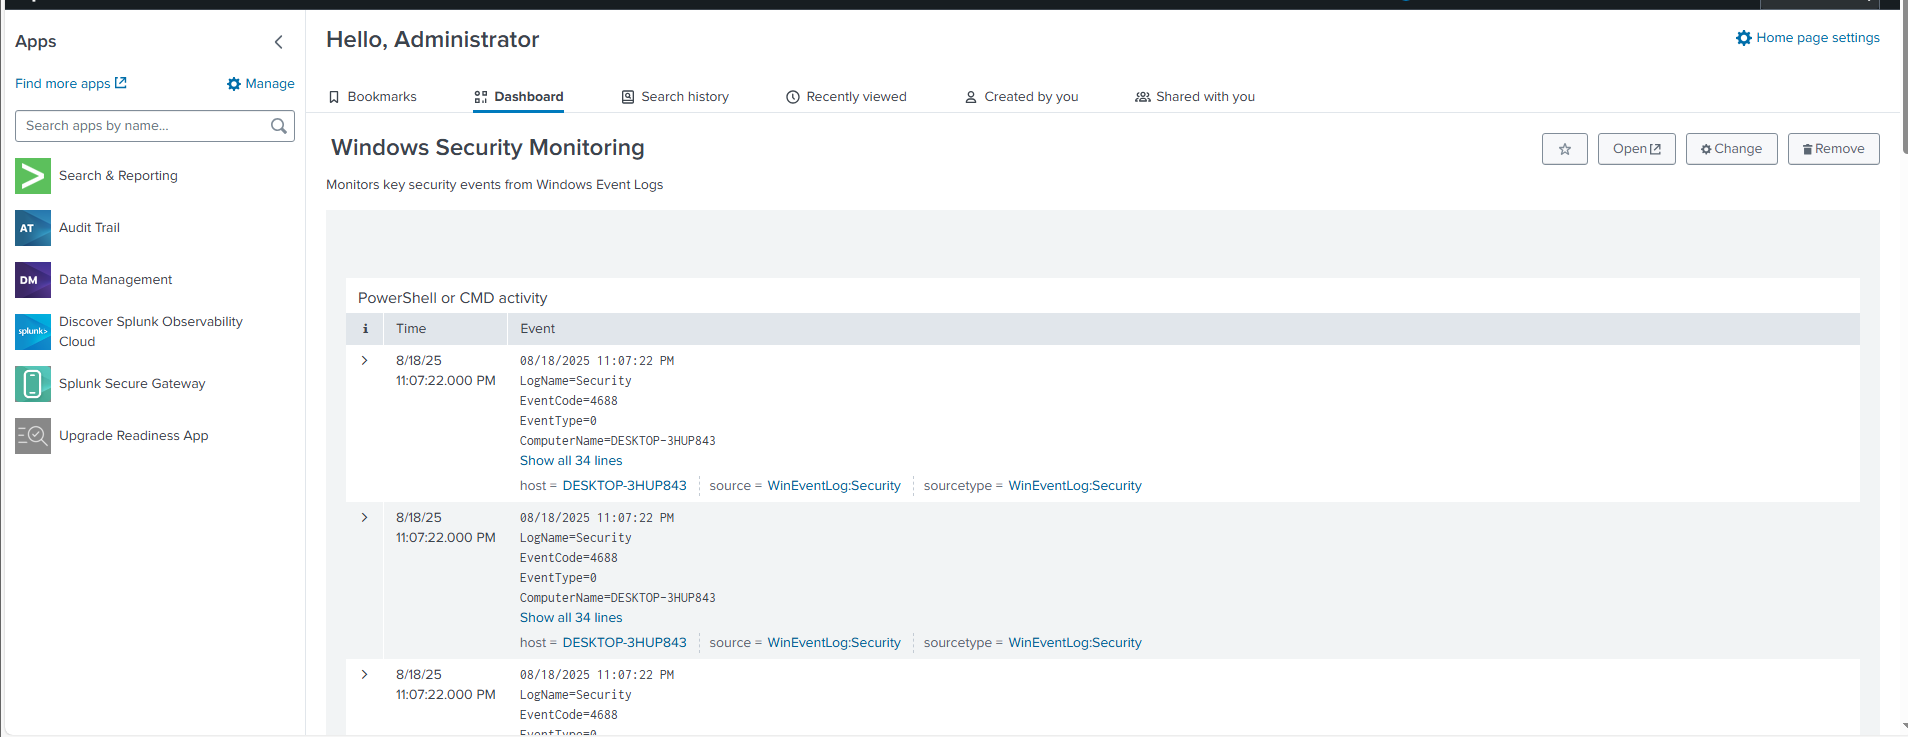 Apps
Find more apps
Manage
Search apps by name...
Search & Reporting
AT
Audit Trail
DM
Data Management
splunk>
Discover Splunk Observability
Cloud
Splunk Secure Gateway
Upgrade Readiness App
Hello, Administrator
Home page settings
Bookmarks
Dashboard
Search history
Recently viewed
Created by you
Shared with you
Windows Security Monitoring
Open
Change
Remove
Monitors key security events from Windows Event Logs
PowerShell or CMD activity
i Time Event
8/18/25
11:07:22.000 PM
08/18/2025 11:07:22 PM
LogName=Security
EventCode=4688
EventType=0
ComputerName=DESKTOP-3HUP843
Show all 34 lines
host = DESKTOP-3HUP843 source = WinEventLog:Security sourcetype = WinEventLog:Security
8/18/25
11:07:22.000 PM
08/18/2025 11:07:22 PM
LogName=Security
EventCode=4688
EventType=0
ComputerName=DESKTOP-3HUP843
Show all 34 lines
host = DESKTOP-3HUP843 source = WinEventLog:Security sourcetype = WinEventLog:Security
8/18/25
11:07:22.000 PM
08/18/2025 11:07:22 PM
LogName=Security
EventCode=4688
EventType=0